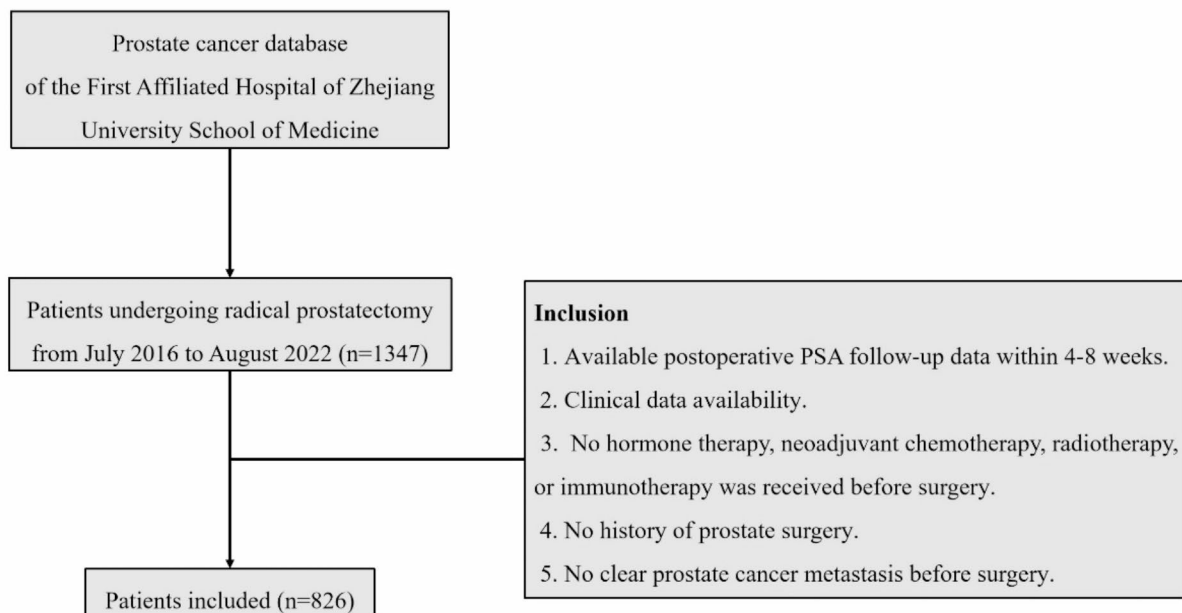 Prostate cancer database
of the First Affiliated Hospital of Zhejiang
University School of Medicine
Patients undergoing radical prostatectomy
from July 2016 to August 2022 (n=1347)
Inclusion
1. Available postoperative PSA follow-up data within 4-8 weeks.
2. Clinical data availability.
3. No hormone therapy, neoadjuvant chemotherapy, radiotherapy,
or immunotherapy was received before surgery.
4. No history of prostate surgery.
5. No clear prostate cancer metastasis before surgery.
Patients included (n=826)